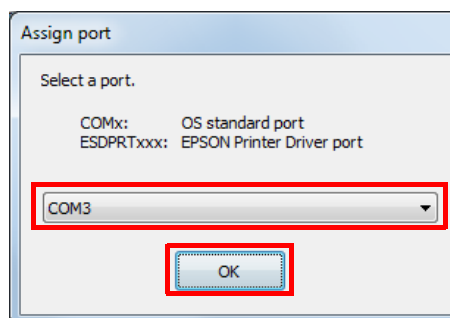 Assign port
Select a port.
COMx: OS standard port
ESDPRTxxx: EPSON Printer Driver port
COM3
OK